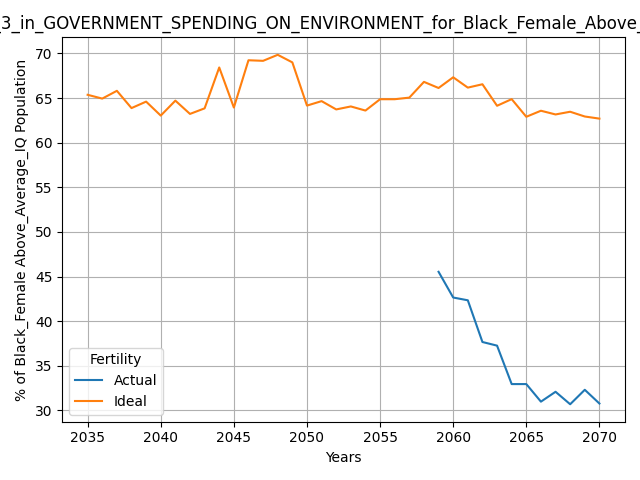 _3_in_GOVERNMENT_SPENDING_ON_ENVIRONMENT_for_Black_Female_Above_
% of Black_Female Above_Average_IQ Population
70
65
60
55
50
45
40
35
30
Fertility
Actual
Ideal
2035 2040 2045 2050 2055 2060 2065 2070
Years